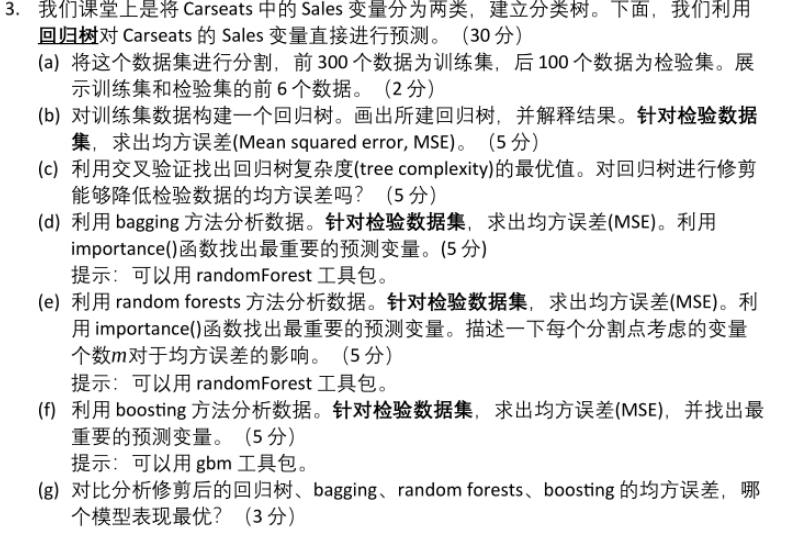 3. 我们课堂上是将 Carseats 中的 Sales 变量分为两类，建立分类树。下面，我们利用
回归树对 Carseats 的 Sales 变量直接进行预测。（30 分）
(a) 将这个数据集进行分割，前 300 个数据为训练集，后 100 个数据为检验集。展
示训练集和检验集的前 6 个数据。（2 分）
(b) 对训练集数据构建一个回归树。画出所建回归树，并解释结果。针对检验数据
集，求出均方误差(Mean squared error, MSE)。（5 分）
(c) 利用交叉验证找出回归树复杂度(tree complexity)的最优值。对回归树进行修剪
能够降低检验数据的均方误差吗？（5 分）
(d) 利用 bagging 方法分析数据。针对检验数据集，求出均方误差(MSE)。利用
importance()函数找出最重要的预测变量。(5 分)
提示：可以用 randomForest 工具包。
(e) 利用 random forests 方法分析数据。针对检验数据集，求出均方误差(MSE)。利
用 importance()函数找出最重要的预测变量。描述一下每个分割点考虑的变量
个数m对于均方误差的影响。（5 分）
提示：可以用 randomForest 工具包。
(f) 利用 boosting 方法分析数据。针对检验数据集，求出均方误差(MSE)，并找出最
重要的预测变量。（5 分）
提示：可以用 gbm 工具包。
(g) 对比分析修剪后的回归树、bagging、random forests、boosting 的均方误差，哪
个模型表现最优？（3 分）